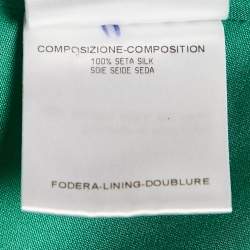 COMPOSIZIONE-COMPOSITION
100% SETA SILK
SOIE SEIDE SEDA
FODERA-LINING-DOUBLURE